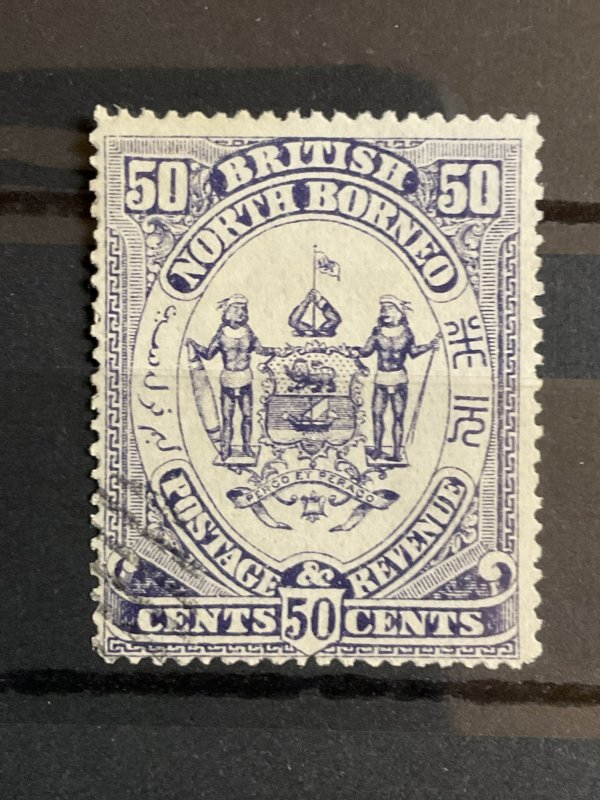 50 BRITISH 50
NORTH BORNEO
PERGO ET PERAGO
POSTAGE & REVENUE
CENTS 50 CENTS